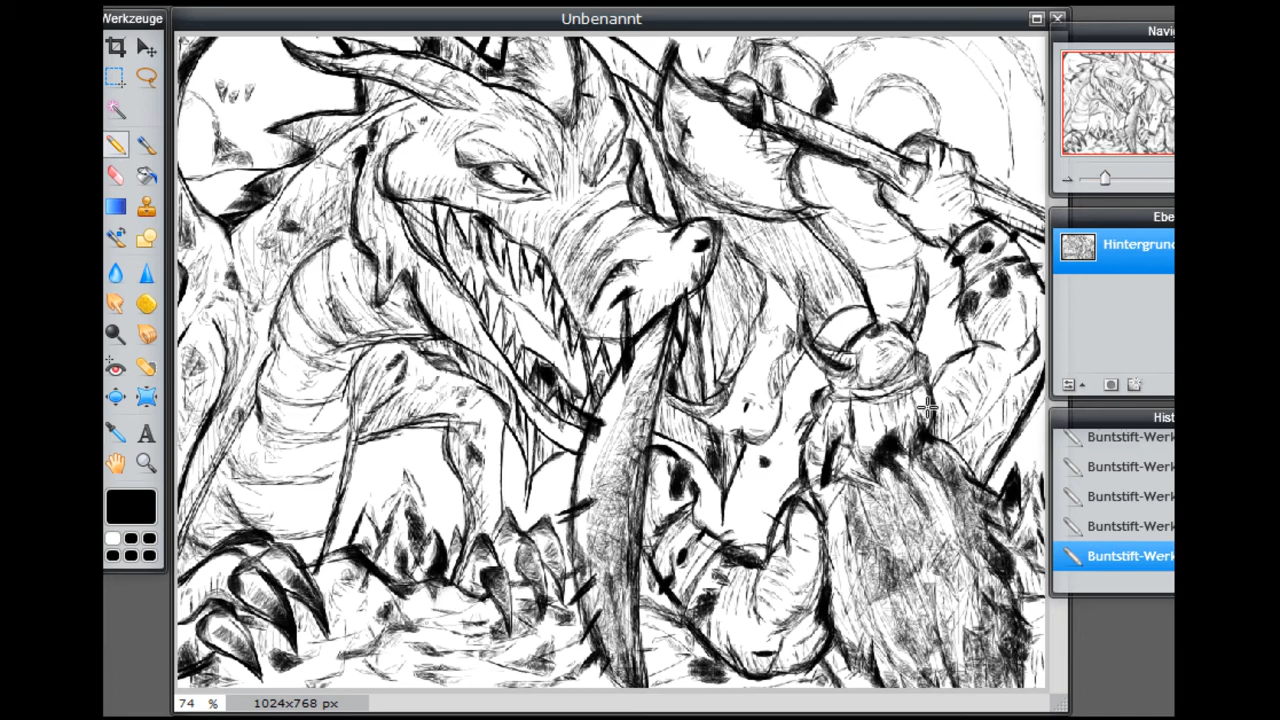 Werkzeuge
Unbenannt
Navi
Ebe
Hintergrund
Hist
Buntstift-Werk
Buntstift-Werk
Buntstift-Werk
Buntstift-Werk
Buntstift-Werk
74 %
1024x768 px